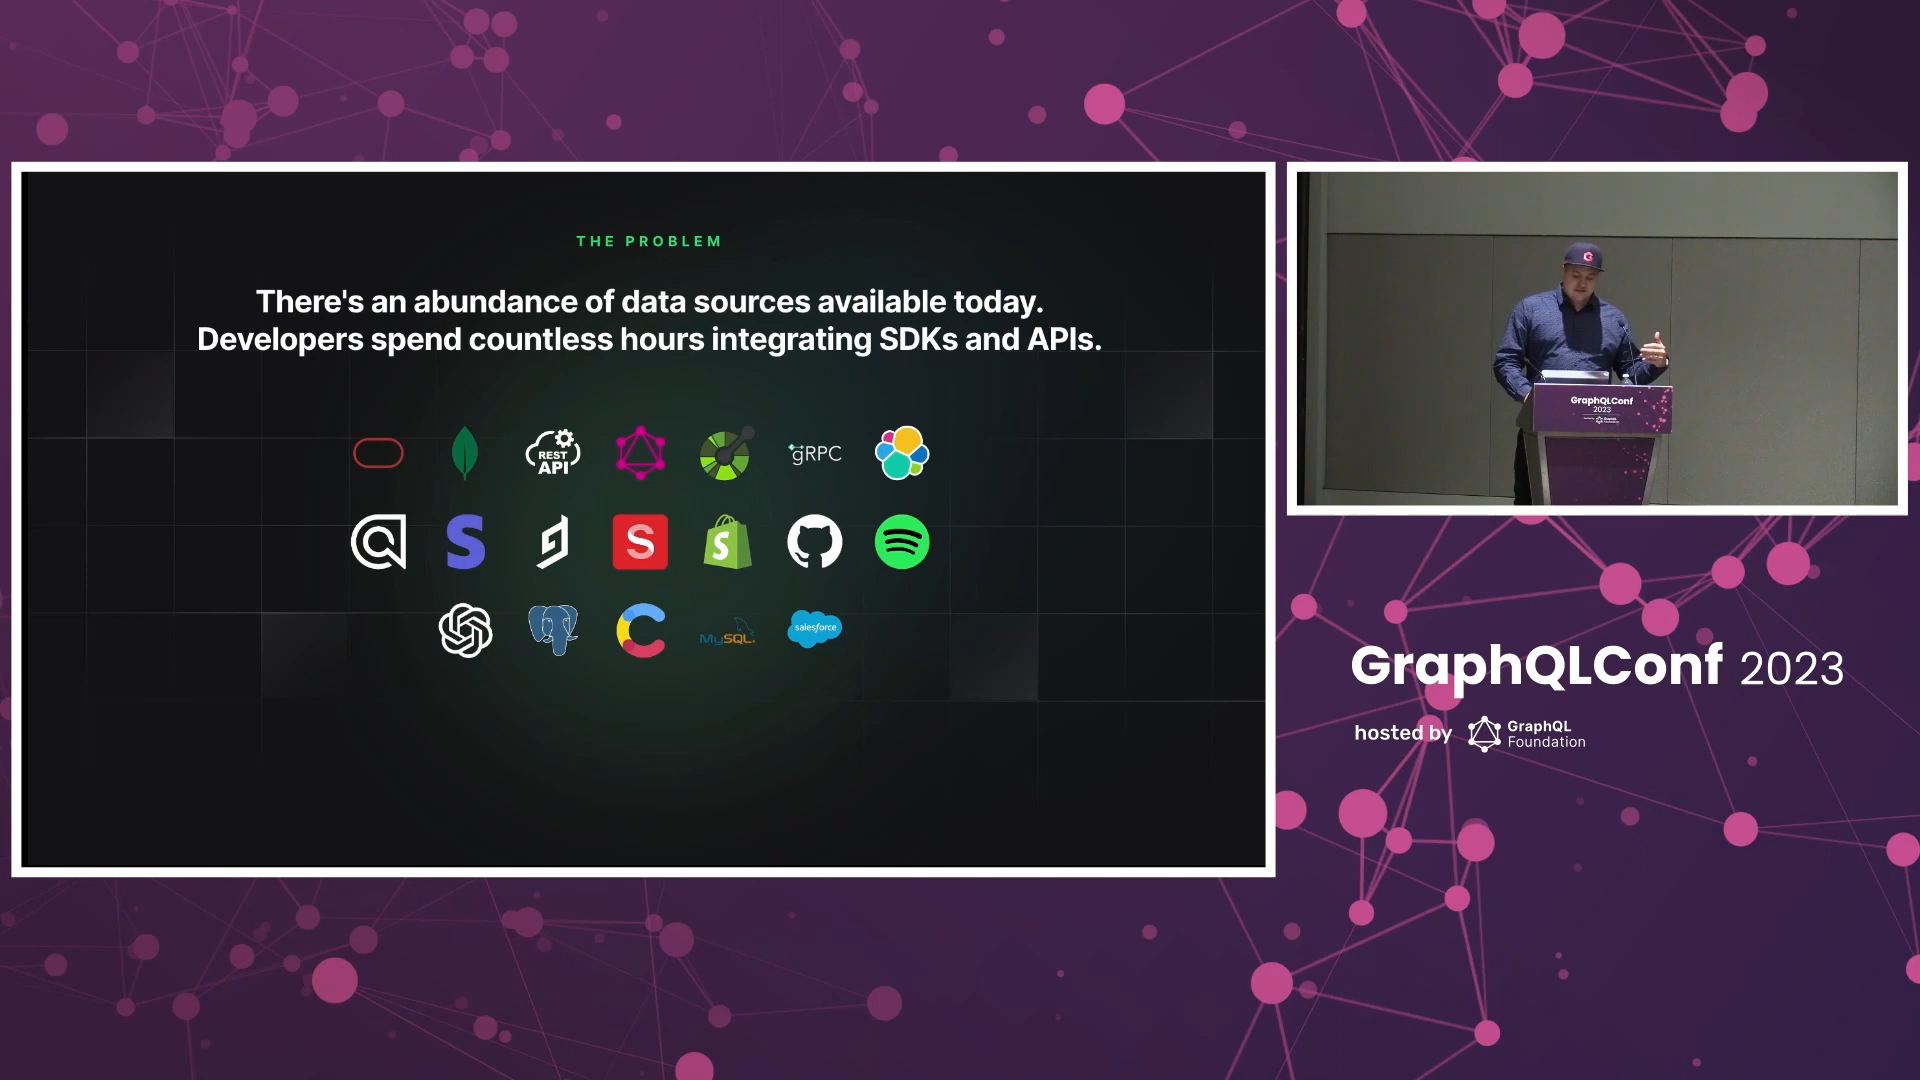 THE PROBLEM
There's an abundance of data sources available today.
Developers spend countless hours integrating SDKs and APIs.
REST
API
gRPC
MySQL
salesforce
GraphQLConf
2023
GraphQLConf 2023
hosted by
GraphQL
Foundation